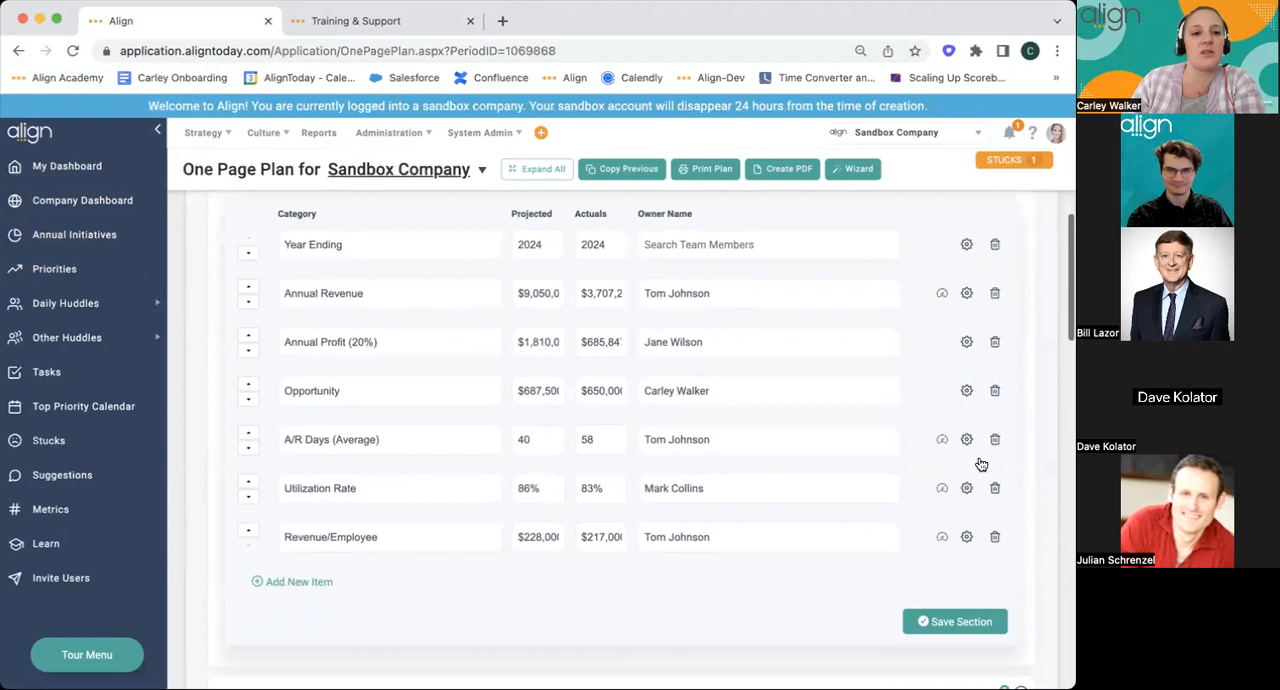 Align
Training & Support
application.aligntoday.com/Application/OnePagePlan.aspx?PeriodID=1069868
C
Align Academy
Carley Onboarding
AlignToday - Cale...
Salesforce
Confluence
Align
Calendly
Align-Dev
Time Converter an...
Scaling Up Scoreb...
»
Welcome to Align! You are currently logged into a sandbox company. Your sandbox account will disappear 24 hours from the time of creation.
align
Strategy
Culture
Reports
Administration
System Admin
align
Sandbox Company
1
?
One Page Plan for Sandbox Company
Expand All
Copy Previous
Print Plan
Create PDF
Wizard
STUCKS 1
My Dashboard
Company Dashboard
Annual Initiatives
Priorities
Daily Huddles
Other Huddles
Tasks
Top Priority Calendar
Stucks
Suggestions
Metrics
Learn
Invite Users
Tour Menu
Category Projected Actuals Owner Name
Year Ending 2024 2024 Search Team Members
Annual Revenue $9,050,0 $3,707,2 Tom Johnson
Annual Profit (20%) $1,810,0 $685,84 Jane Wilson
Opportunity $687,50 $650,00 Carley Walker
A/R Days (Average) 40 58 Tom Johnson
Utilization Rate 86% 83% Mark Collins
Revenue/Employee $228,00 $217,00 Tom Johnson
Add New Item
Save Section
align
Carley Walker
align
Bill Lazor
Dave Kolator
Dave Kolator
Julian Schrenzel